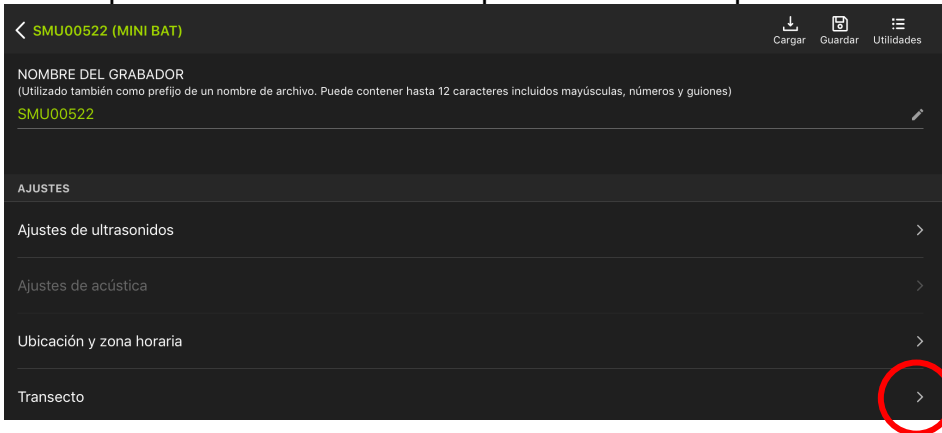 SMU00522 (MINI BAT)
Cargar Guardar Utilidades
NOMBRE DEL GRABADOR
(Utilizado también como prefijo de un nombre de archivo. Puede contener hasta 12 caracteres incluidos mayúsculas, números y guiones)
SMU00522
AJUSTES
Ajustes de ultrasonidos
Ajustes de acústica
Ubicación y zona horaria
Transecto